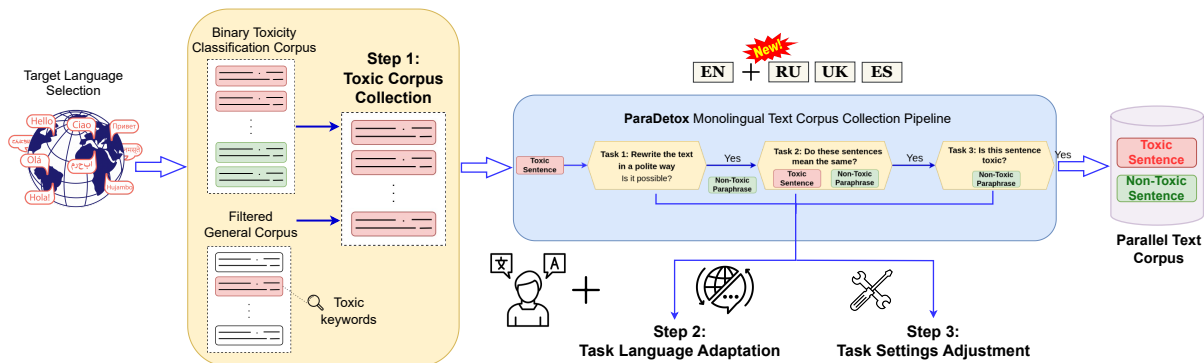 Target Language
Selection
Hello
Ciao
Привет
Olá
Hola!
Hujambo
Binary Toxicity
Classification Corpus
Filtered
General Corpus
Toxic
keywords
Step 1:
Toxic Corpus
Collection
New!
EN + RU UK ES
ParaDetox Monolingual Text Corpus Collection Pipeline
Toxic
Sentence
Task 1: Rewrite the text
in a polite way
Is it possible?
Yes
Non-Toxic
Paraphrase
Task 2: Do these sentences
mean the same?
Toxic
Sentence
Non-Toxic
Paraphrase
Yes
Task 3: Is this sentence
toxic?
Non-Toxic
Paraphrase
Yes
Toxic
Sentence
Non-Toxic
Sentence
Parallel Text
Corpus
文
A
+
Step 2:
Task Language Adaptation
Step 3:
Task Settings Adjustment